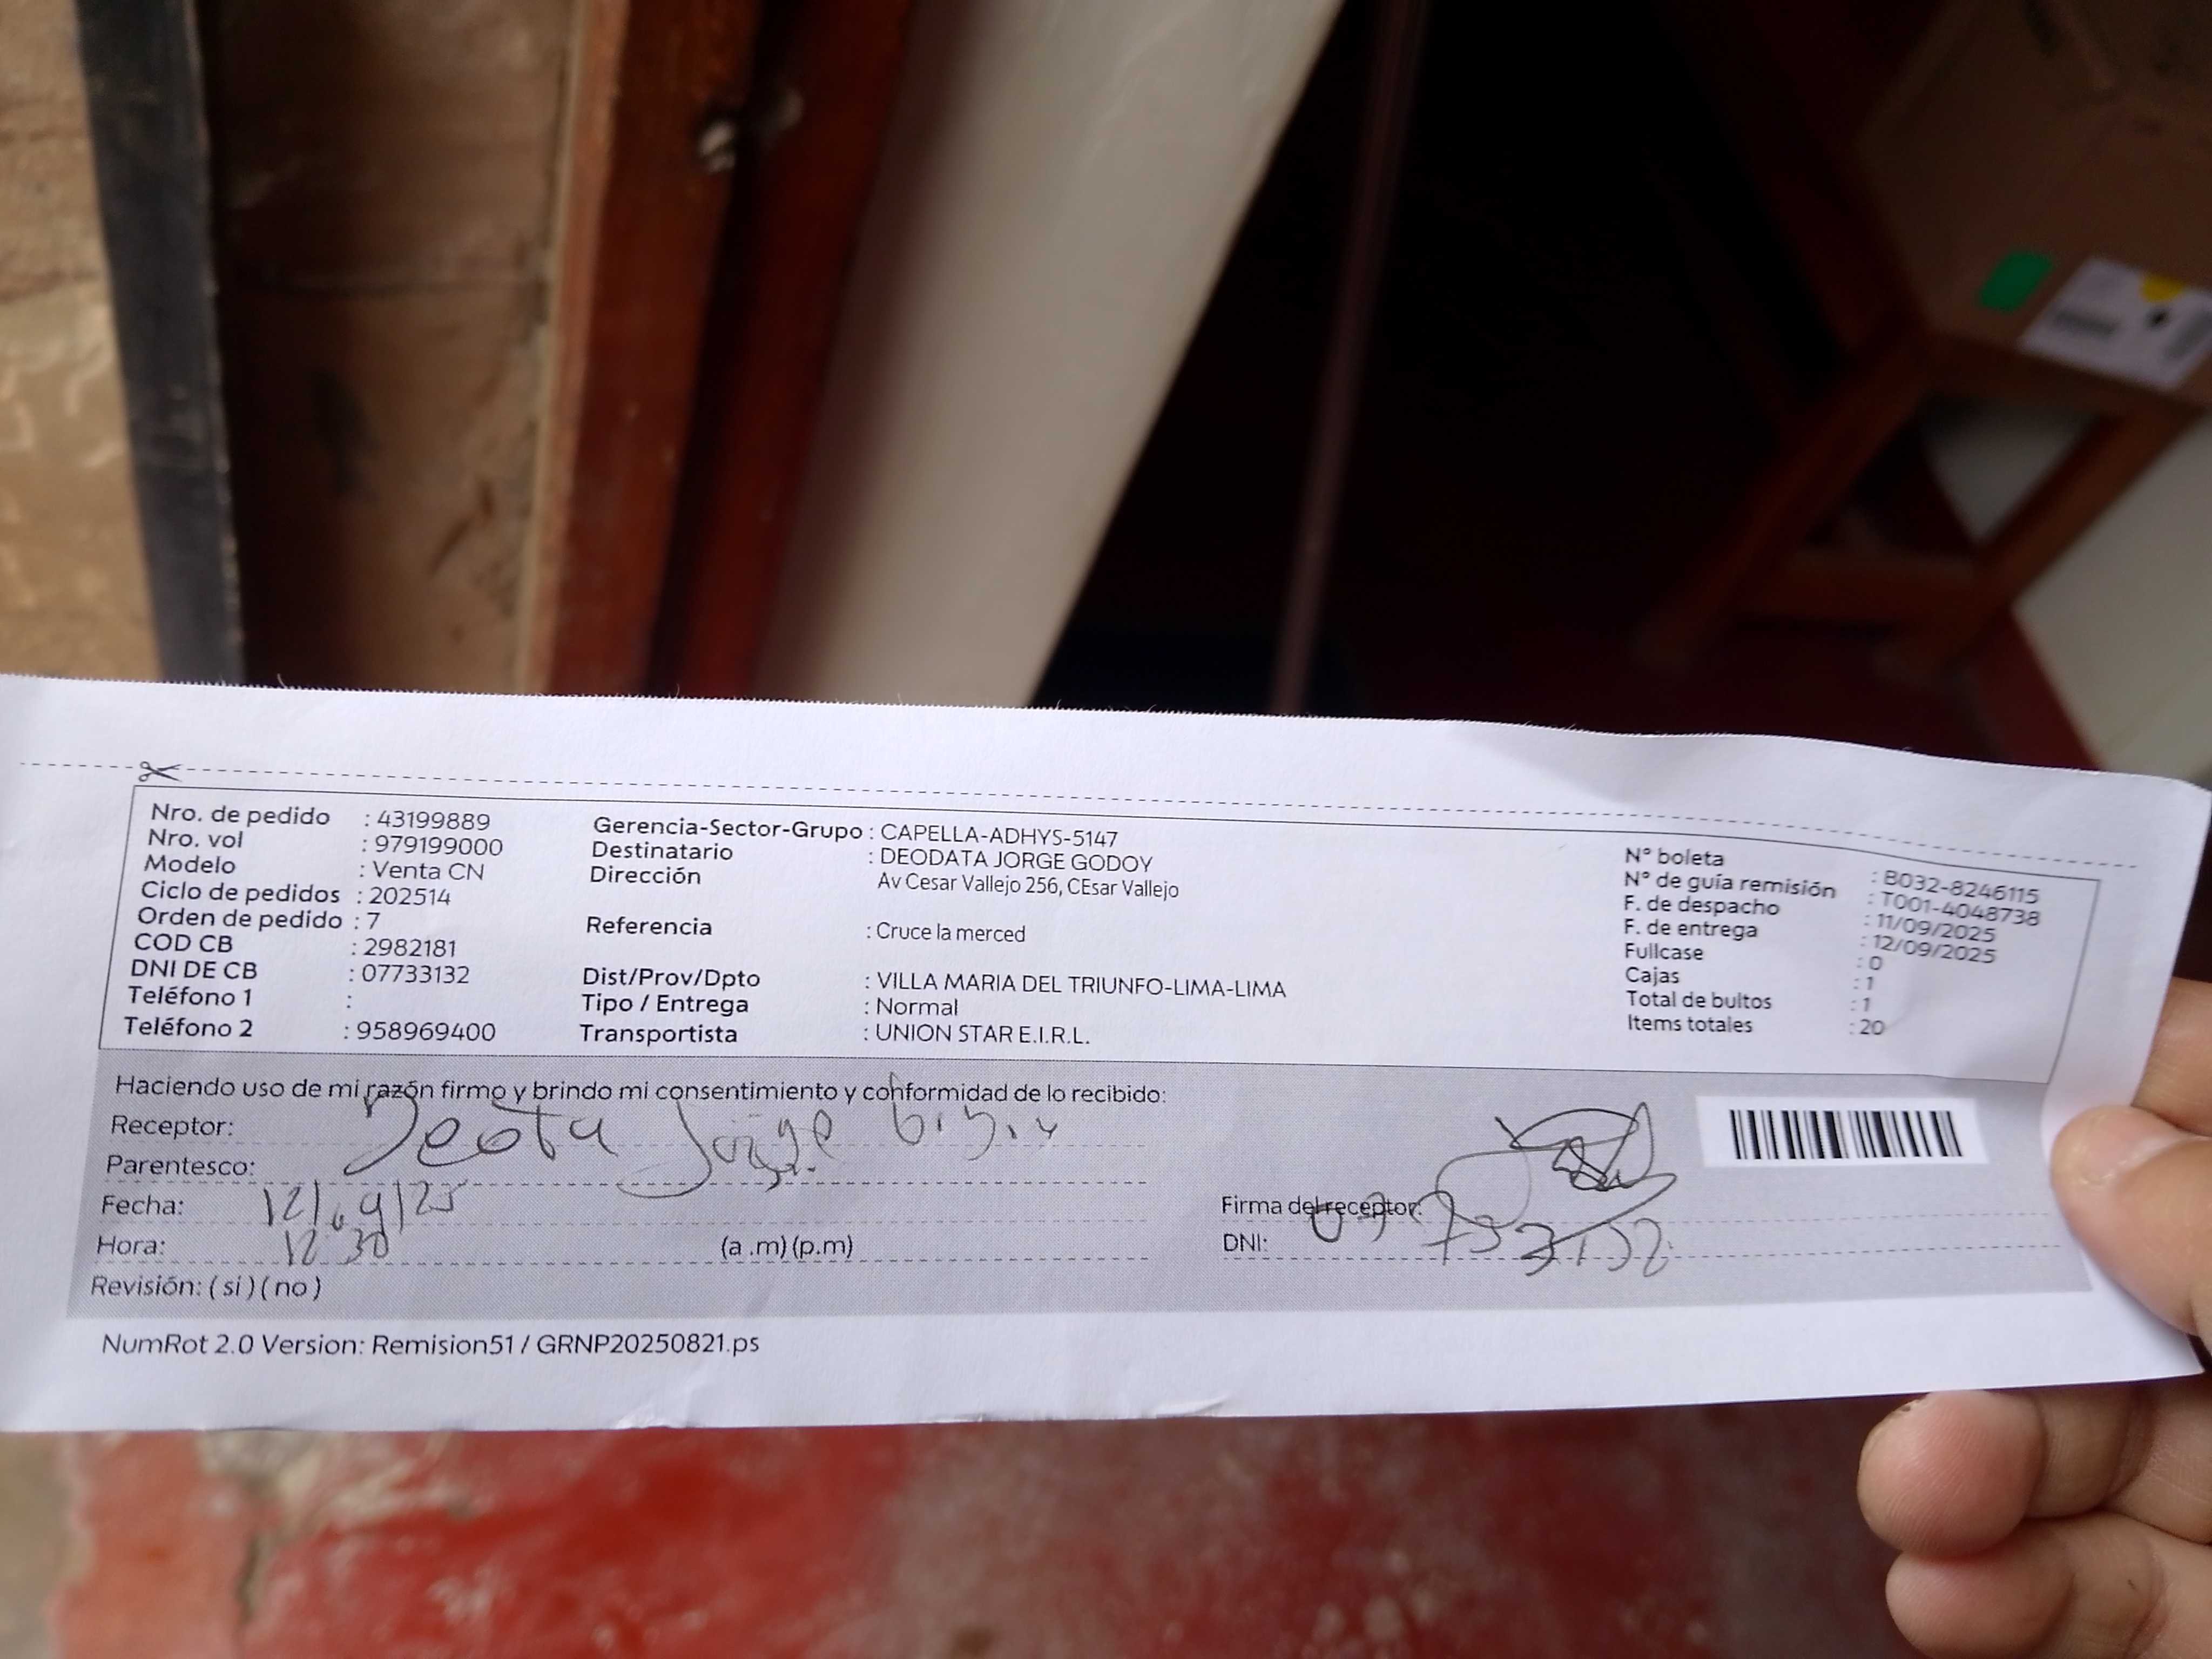 Nro. de pedido : 43199889
Nro. vol : 979199000
Modelo : Venta CN
Ciclo de pedidos : 202514
Orden de pedido : 7
COD CB : 2982181
DNI DE CB : 07733132
Teléfono 1 :
Teléfono 2 : 958969400
Gerencia-Sector-Grupo : CAPELLA-ADHYS-5147
Destinatario : DEODATA JORGE GODOY
Dirección Av Cesar Vallejo 256, CEsar Vallejo
Referencia : Cruce la merced
Dist/Prov/Dpto : VILLA MARIA DEL TRIUNFO-LIMA-LIMA
Tipo / Entrega : Normal
Transportista : UNION STAR E.I.R.L.
N° boleta : B032-8246115
N° de guía remisión : T001-4048738
F. de despacho : 11/09/2025
F. de entrega : 12/09/2025
Fullcase : 0
Cajas : 1
Total de bultos : 1
Items totales : 20
Haciendo uso de mi razón firmo y brindo mi consentimiento y conformidad de lo recibido:
Receptor: Jorge
Parentesco:
Fecha: 12/09/25
Hora: 12 30 (a .m) (p.m)
Revisión: ( si ) ( no )
Firma del receptor:
DNI:
NumRot 2.0 Version: Remision51 / GRNP20250821.ps